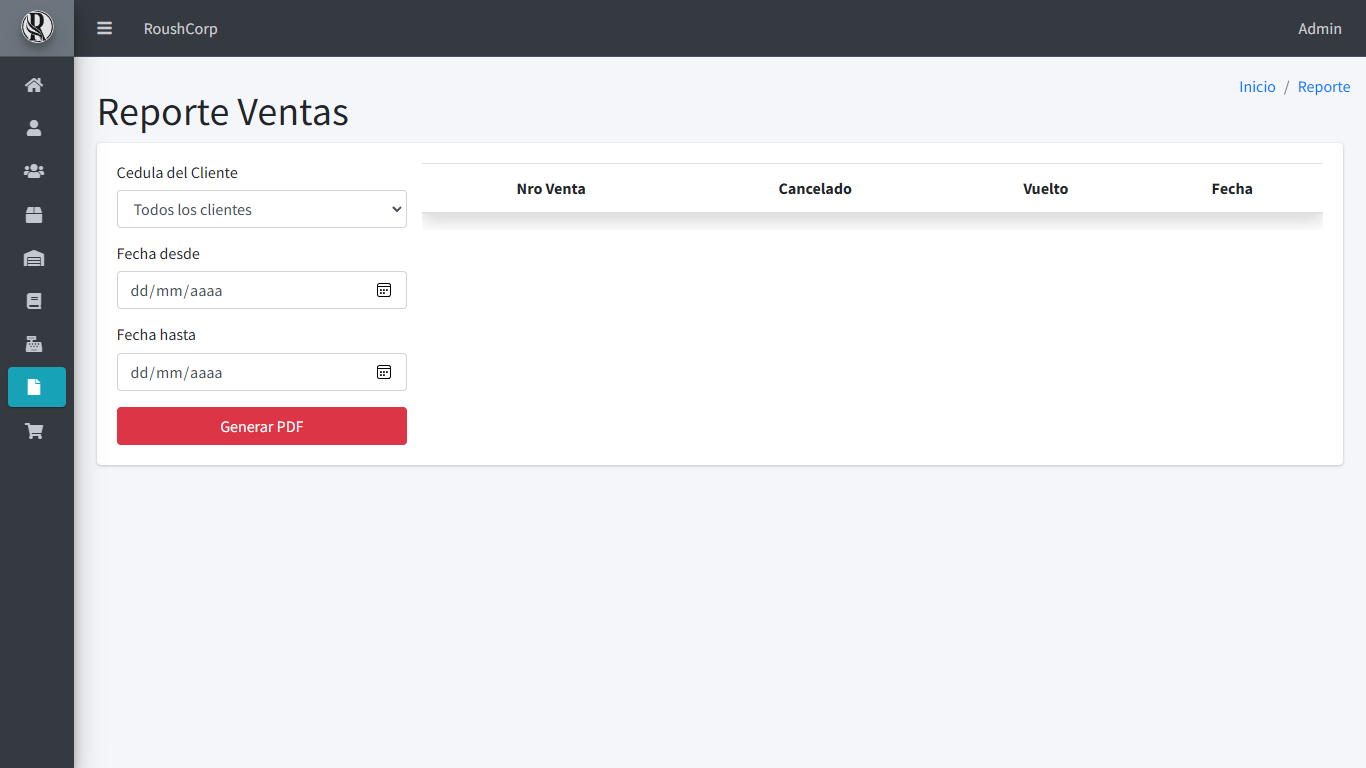 RoushCorp
Admin
Inicio / Reporte
Reporte Ventas
Cedula del Cliente
Todos los clientes
Fecha desde
dd/mm/aaaa
Fecha hasta
dd/mm/aaaa
Generar PDF
Nro Venta Cancelado Vuelto Fecha